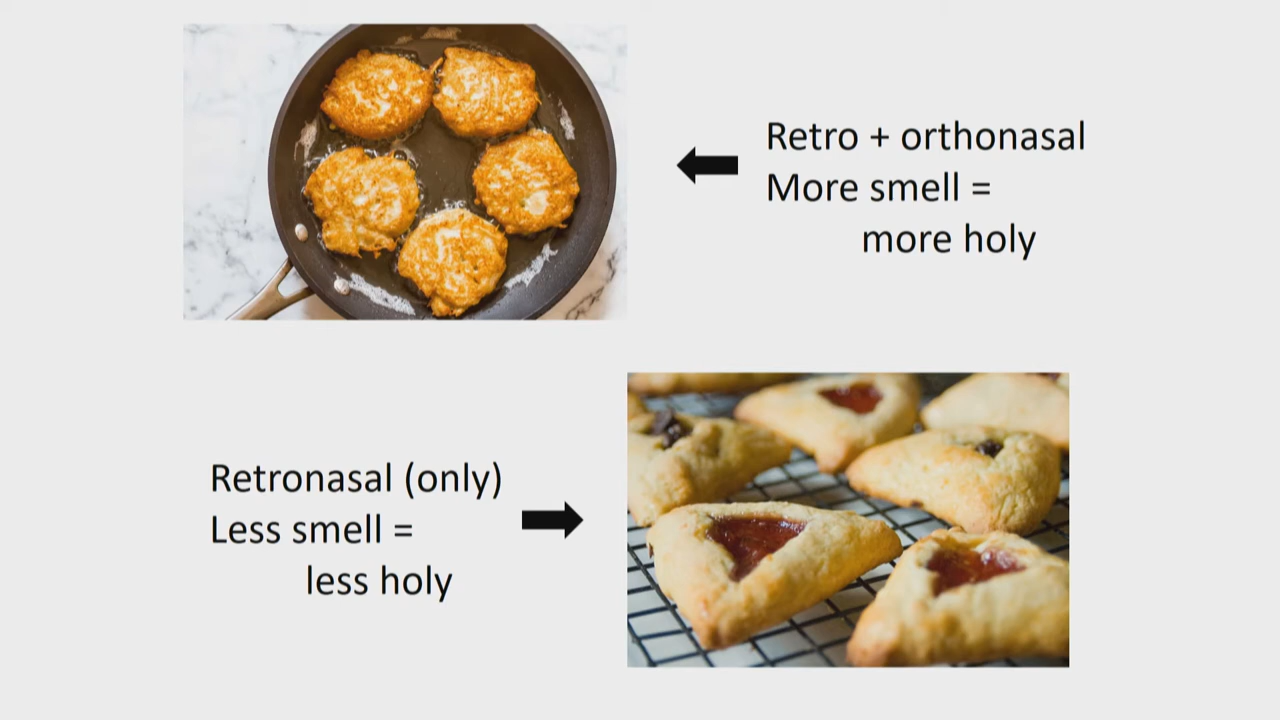 Retro + orthonasal
More smell =
more holy
Retronasal (only)
Less smell =
less holy